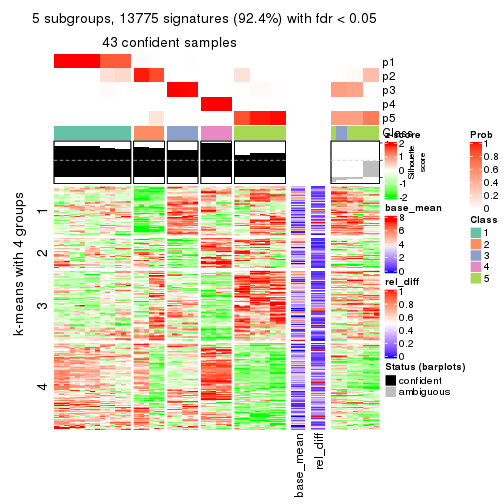 5 subgroups, 13775 signatures (92.4%) with fdr < 0.05
43 confident samples
p1
p2
p3
p4
p5
Class
z-score
2
1
0
-1
-2
Silhouette
score
base_mean
8
6
4
2
0
rel_diff
1
0.8
0.6
0.4
0.2
0
Status (barplots)
confident
ambiguous
Prob
1
0.8
0.6
0.4
0.2
0
Class
1
2
3
4
5
k-means with 4 groups
1
2
3
4
base_mean
rel_diff